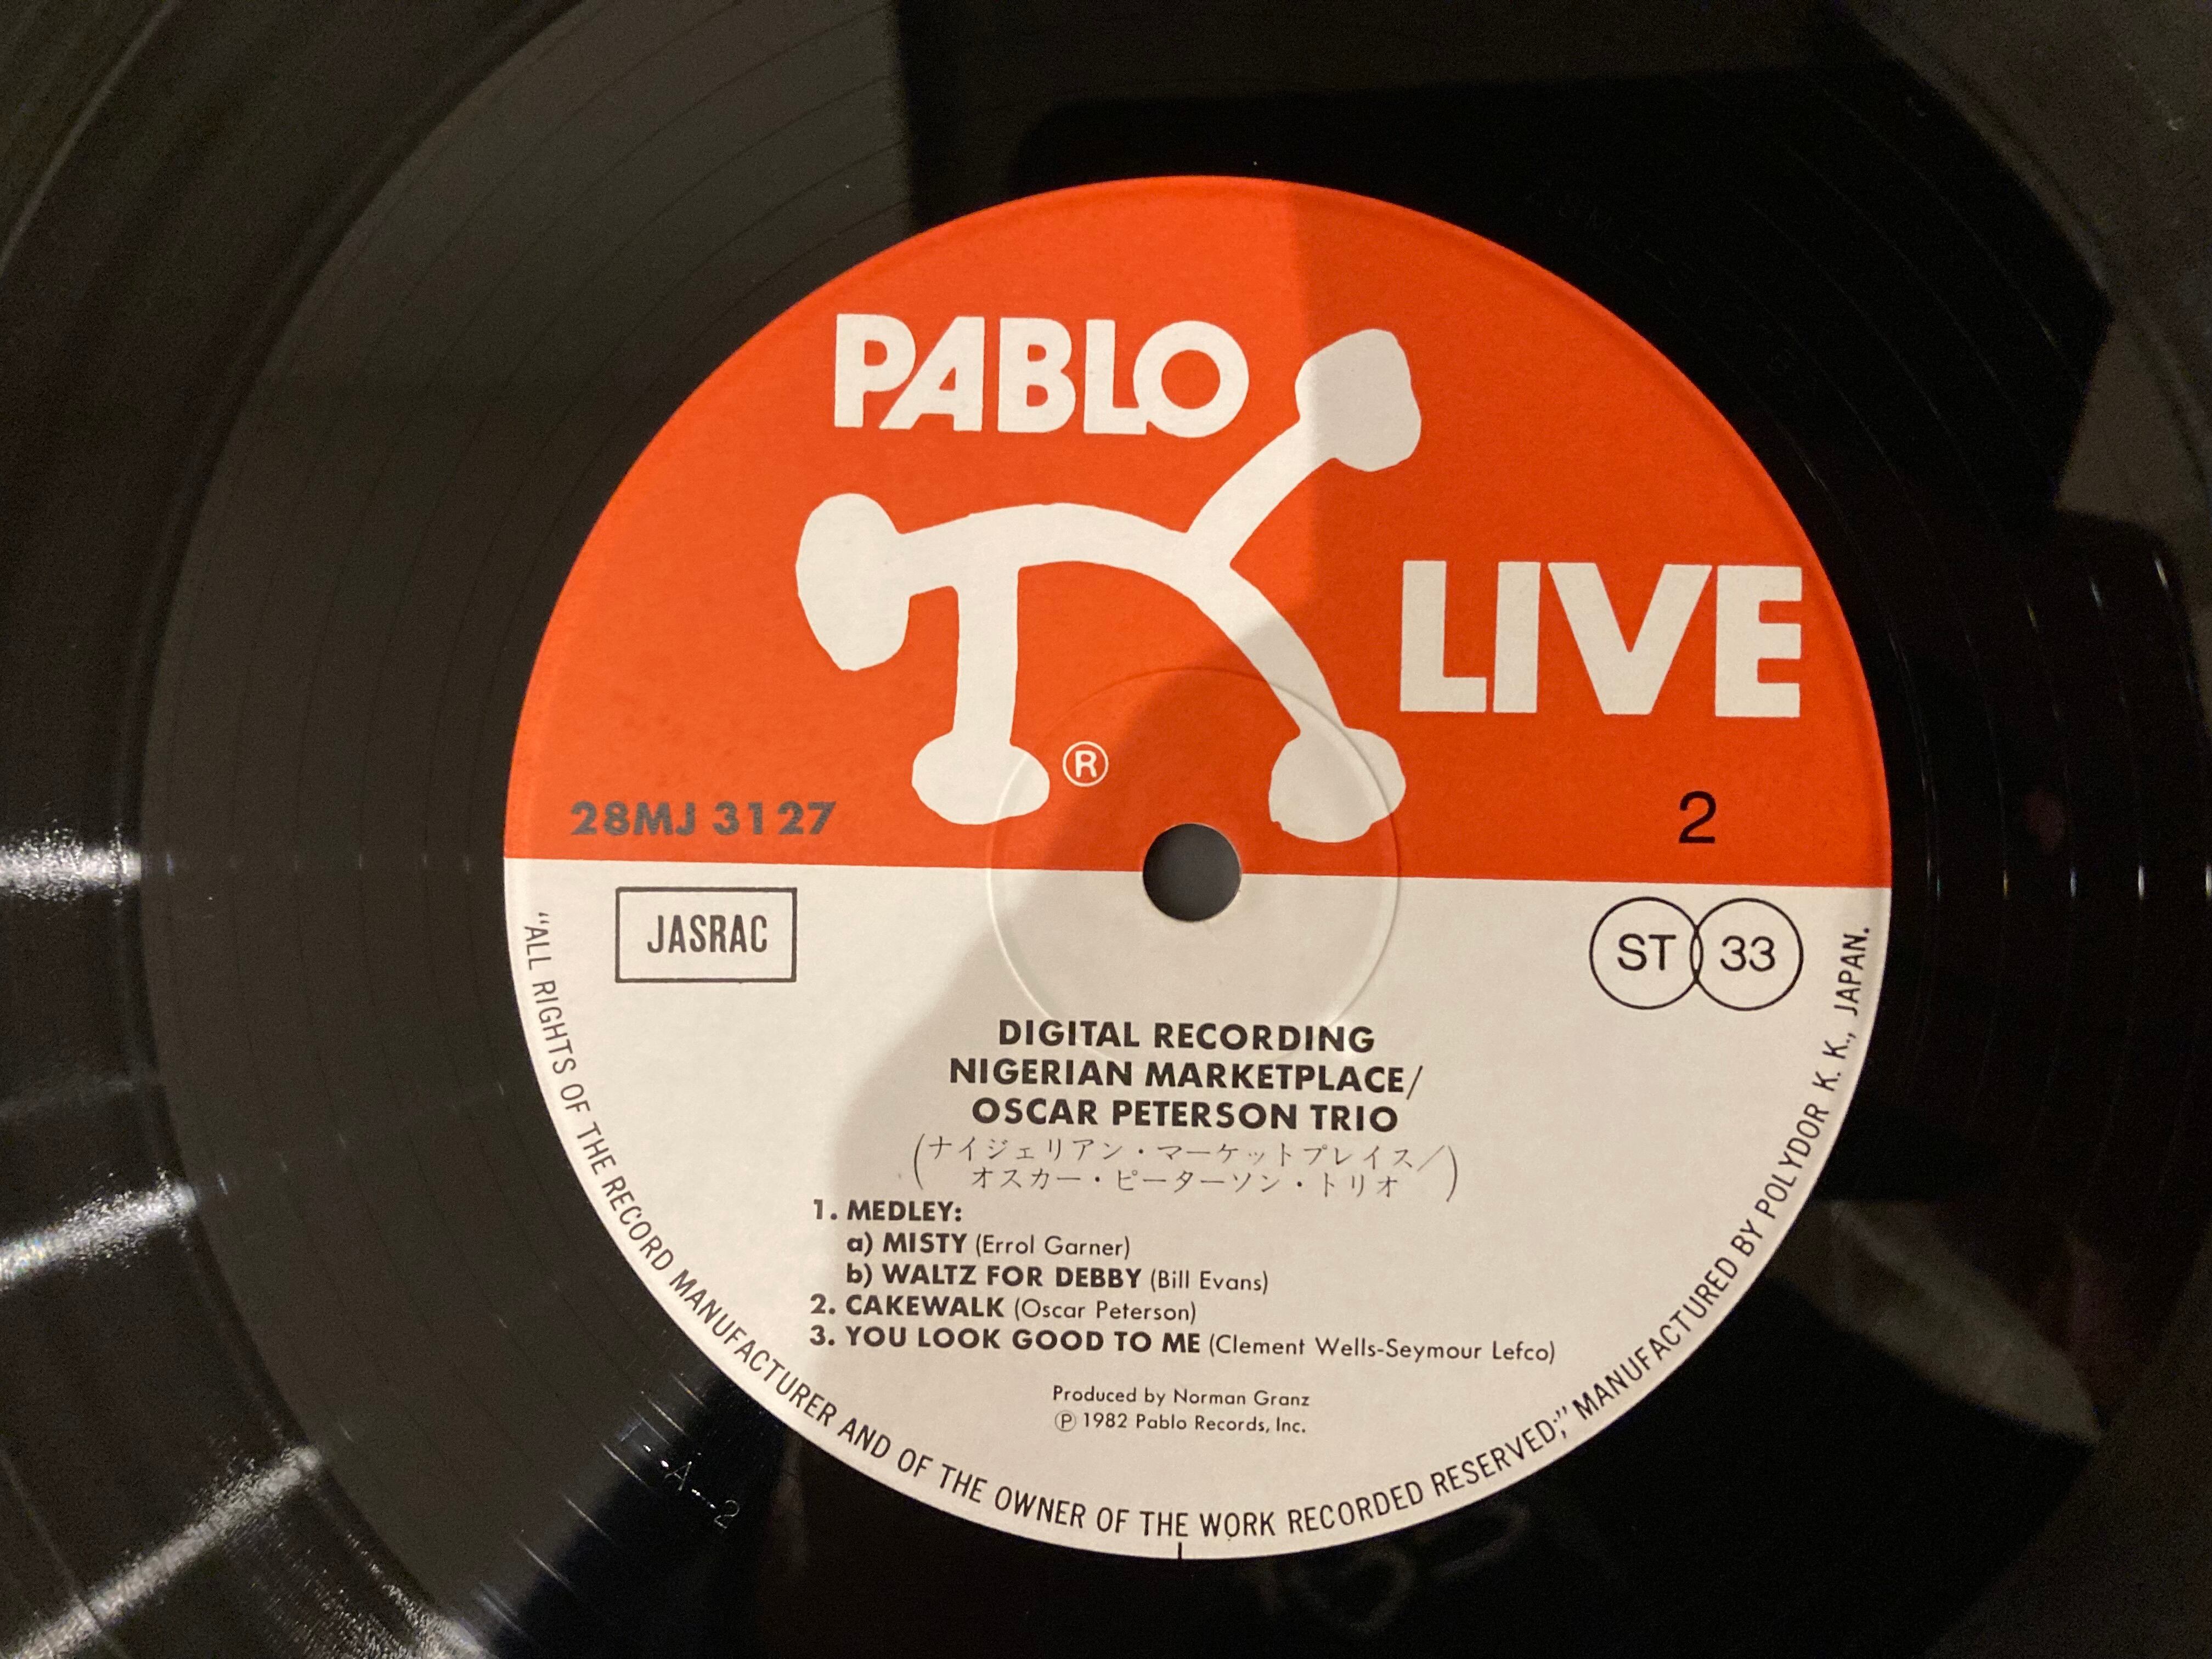 PABLO
LIVE
®
28MJ 3127
2
JASRAC
ST 33
DIGITAL RECORDING
NIGERIAN MARKETPLACE/
OSCAR PETERSON TRIO
(ナイジェリアン・マーケットプレイス/
オスカー・ピーターソン・トリオ)
1. MEDLEY:
a) MISTY (Errol Garner)
b) WALTZ FOR DEBBY (Bill Evans)
2. CAKEWALK (Oscar Peterson)
3. YOU LOOK GOOD TO ME (Clement Wells-Seymour Lefco)
Produced by Norman Granz
Ⓟ 1982 Pablo Records, Inc.
"ALL RIGHTS OF THE RECORD MANUFACTURER AND OF THE OWNER OF THE WORK RECORDED RESERVED;" MANUFACTURED BY POLYDOR K. K., JAPAN.
A-2